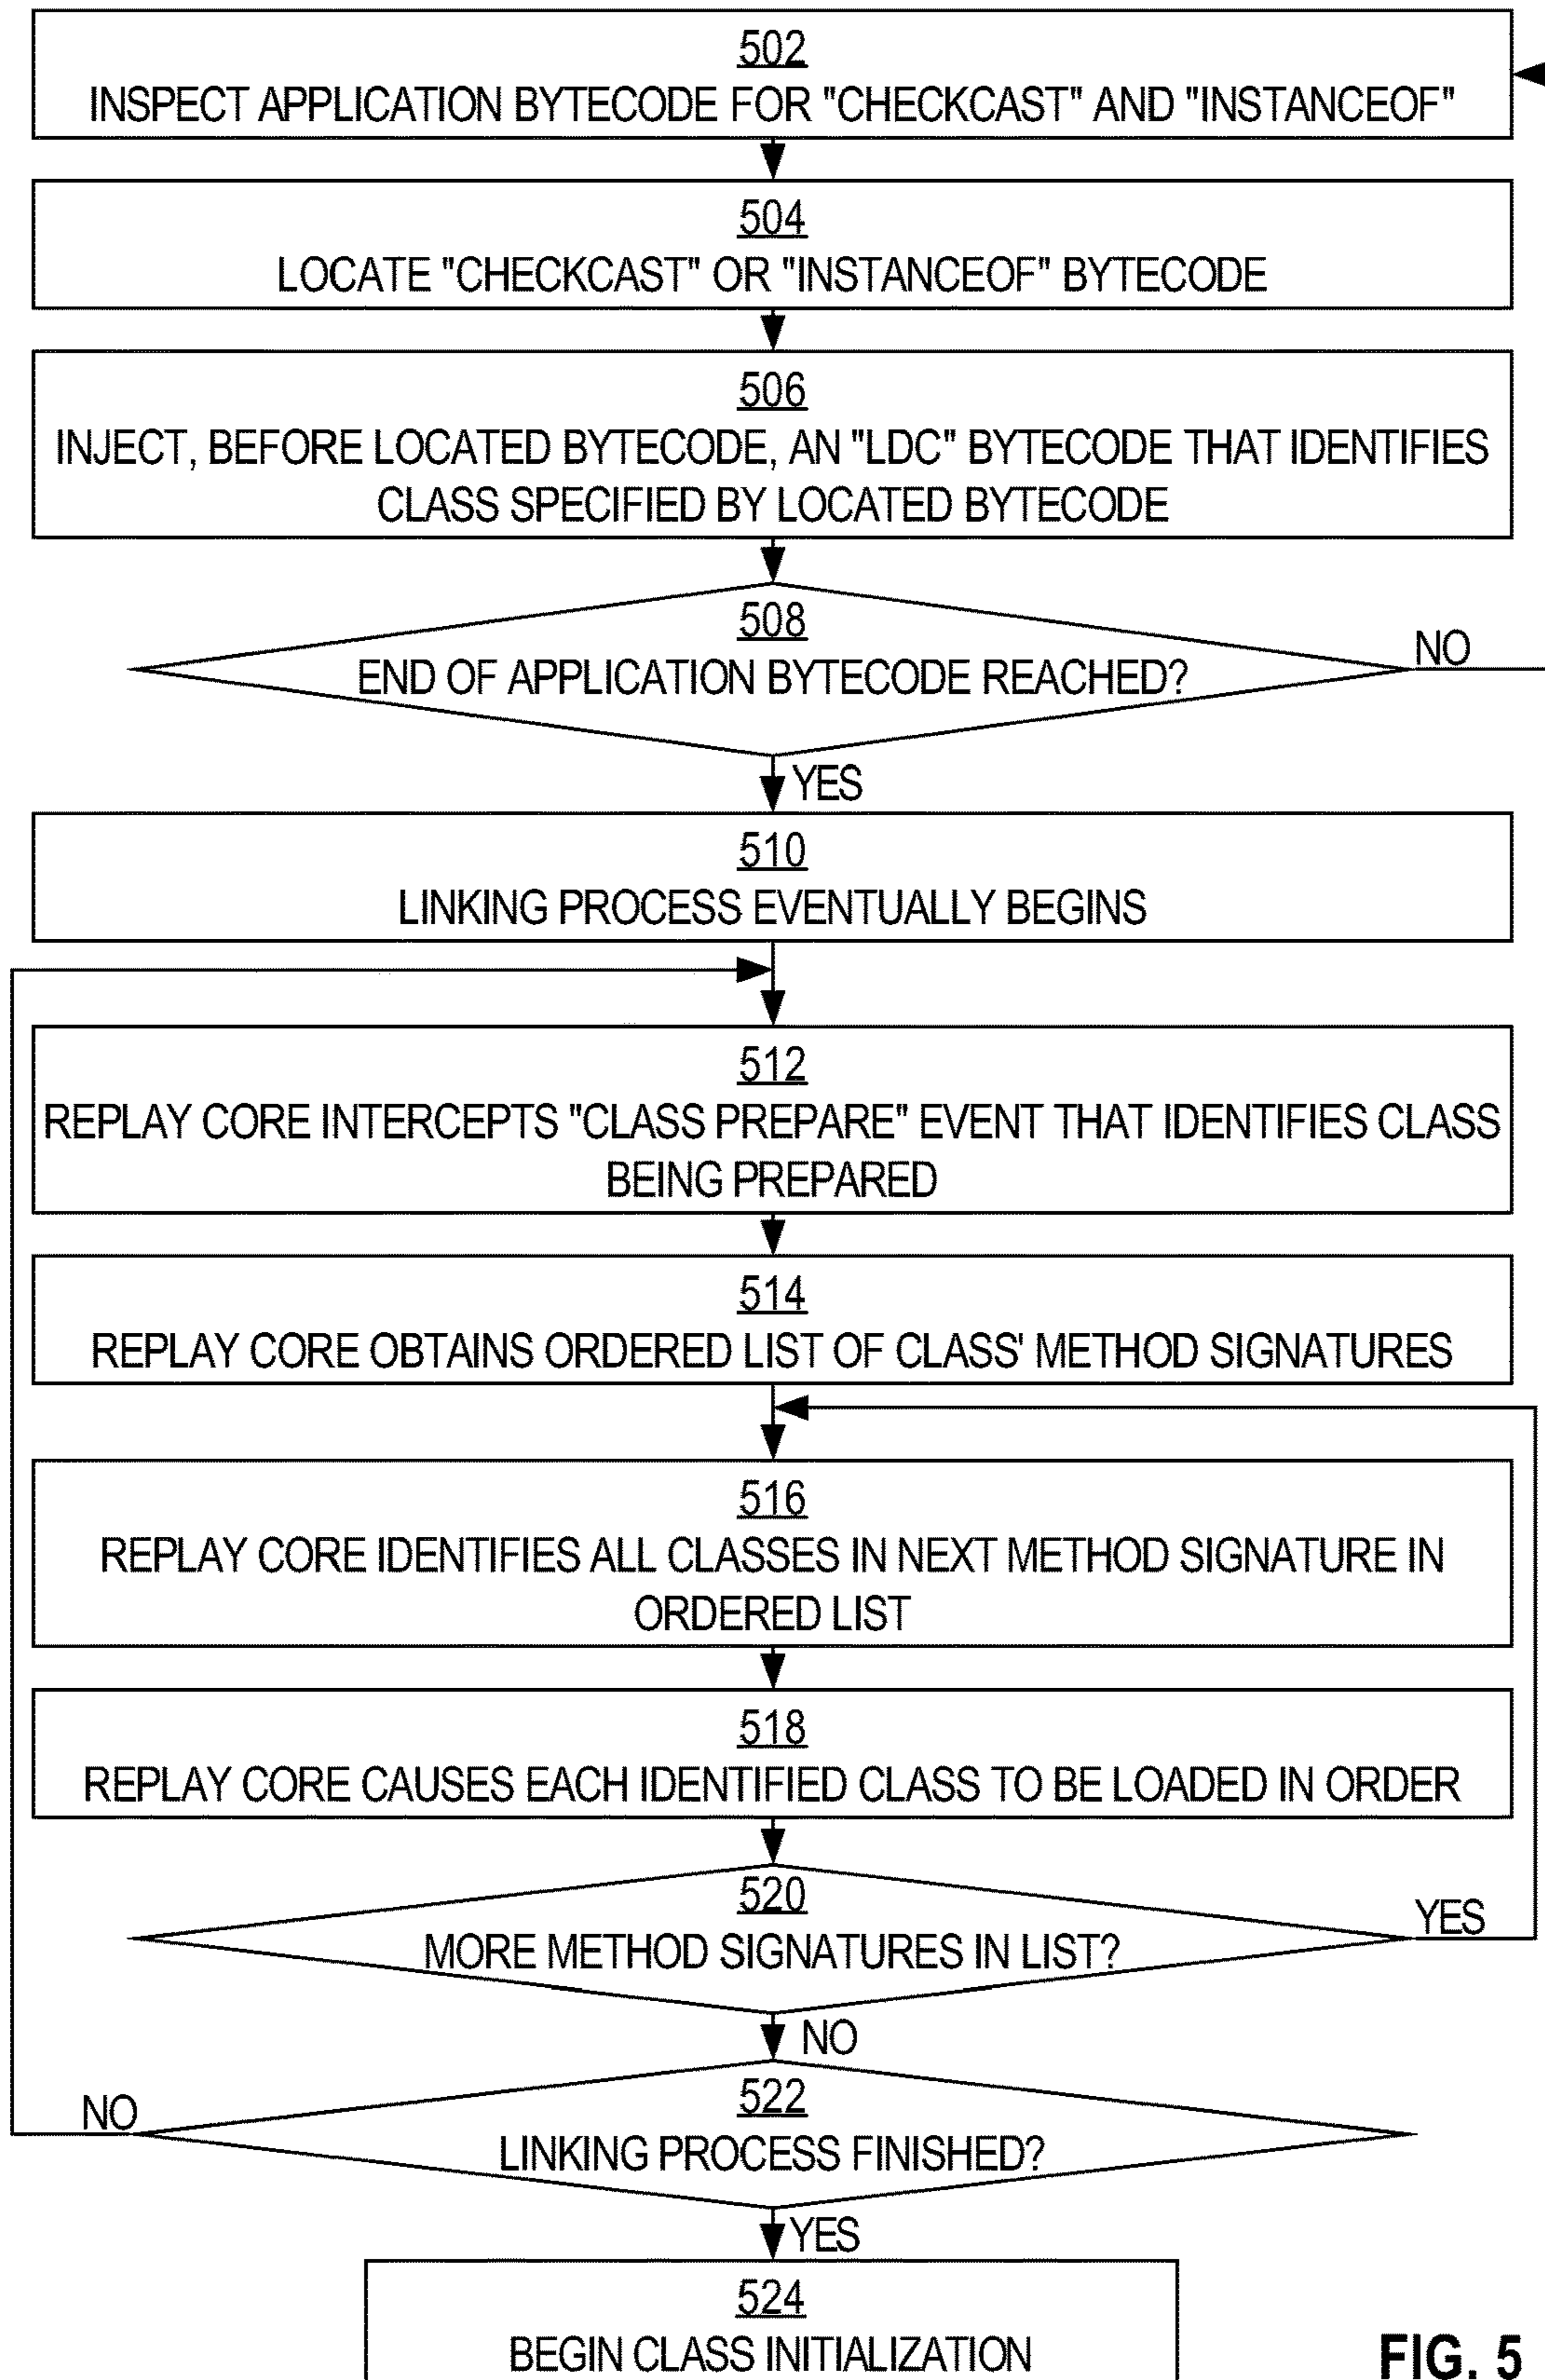 502
INSPECT APPLICATION BYTECODE FOR "CHECKCAST" AND "INSTANCEOF"
504
LOCATE "CHECKCAST" OR "INSTANCEOF" BYTECODE
506
INJECT, BEFORE LOCATED BYTECODE, AN "LDC" BYTECODE THAT IDENTIFIES
CLASS SPECIFIED BY LOCATED BYTECODE
508
END OF APPLICATION BYTECODE REACHED?
NO
YES
510
LINKING PROCESS EVENTUALLY BEGINS
512
REPLAY CORE INTERCEPTS "CLASS PREPARE" EVENT THAT IDENTIFIES CLASS
BEING PREPARED
514
REPLAY CORE OBTAINS ORDERED LIST OF CLASS' METHOD SIGNATURES
516
REPLAY CORE IDENTIFIES ALL CLASSES IN NEXT METHOD SIGNATURE IN
ORDERED LIST
518
REPLAY CORE CAUSES EACH IDENTIFIED CLASS TO BE LOADED IN ORDER
520
MORE METHOD SIGNATURES IN LIST?
YES
NO
522
LINKING PROCESS FINISHED?
NO
YES
524
BEGIN CLASS INITIALIZATION
FIG. 5